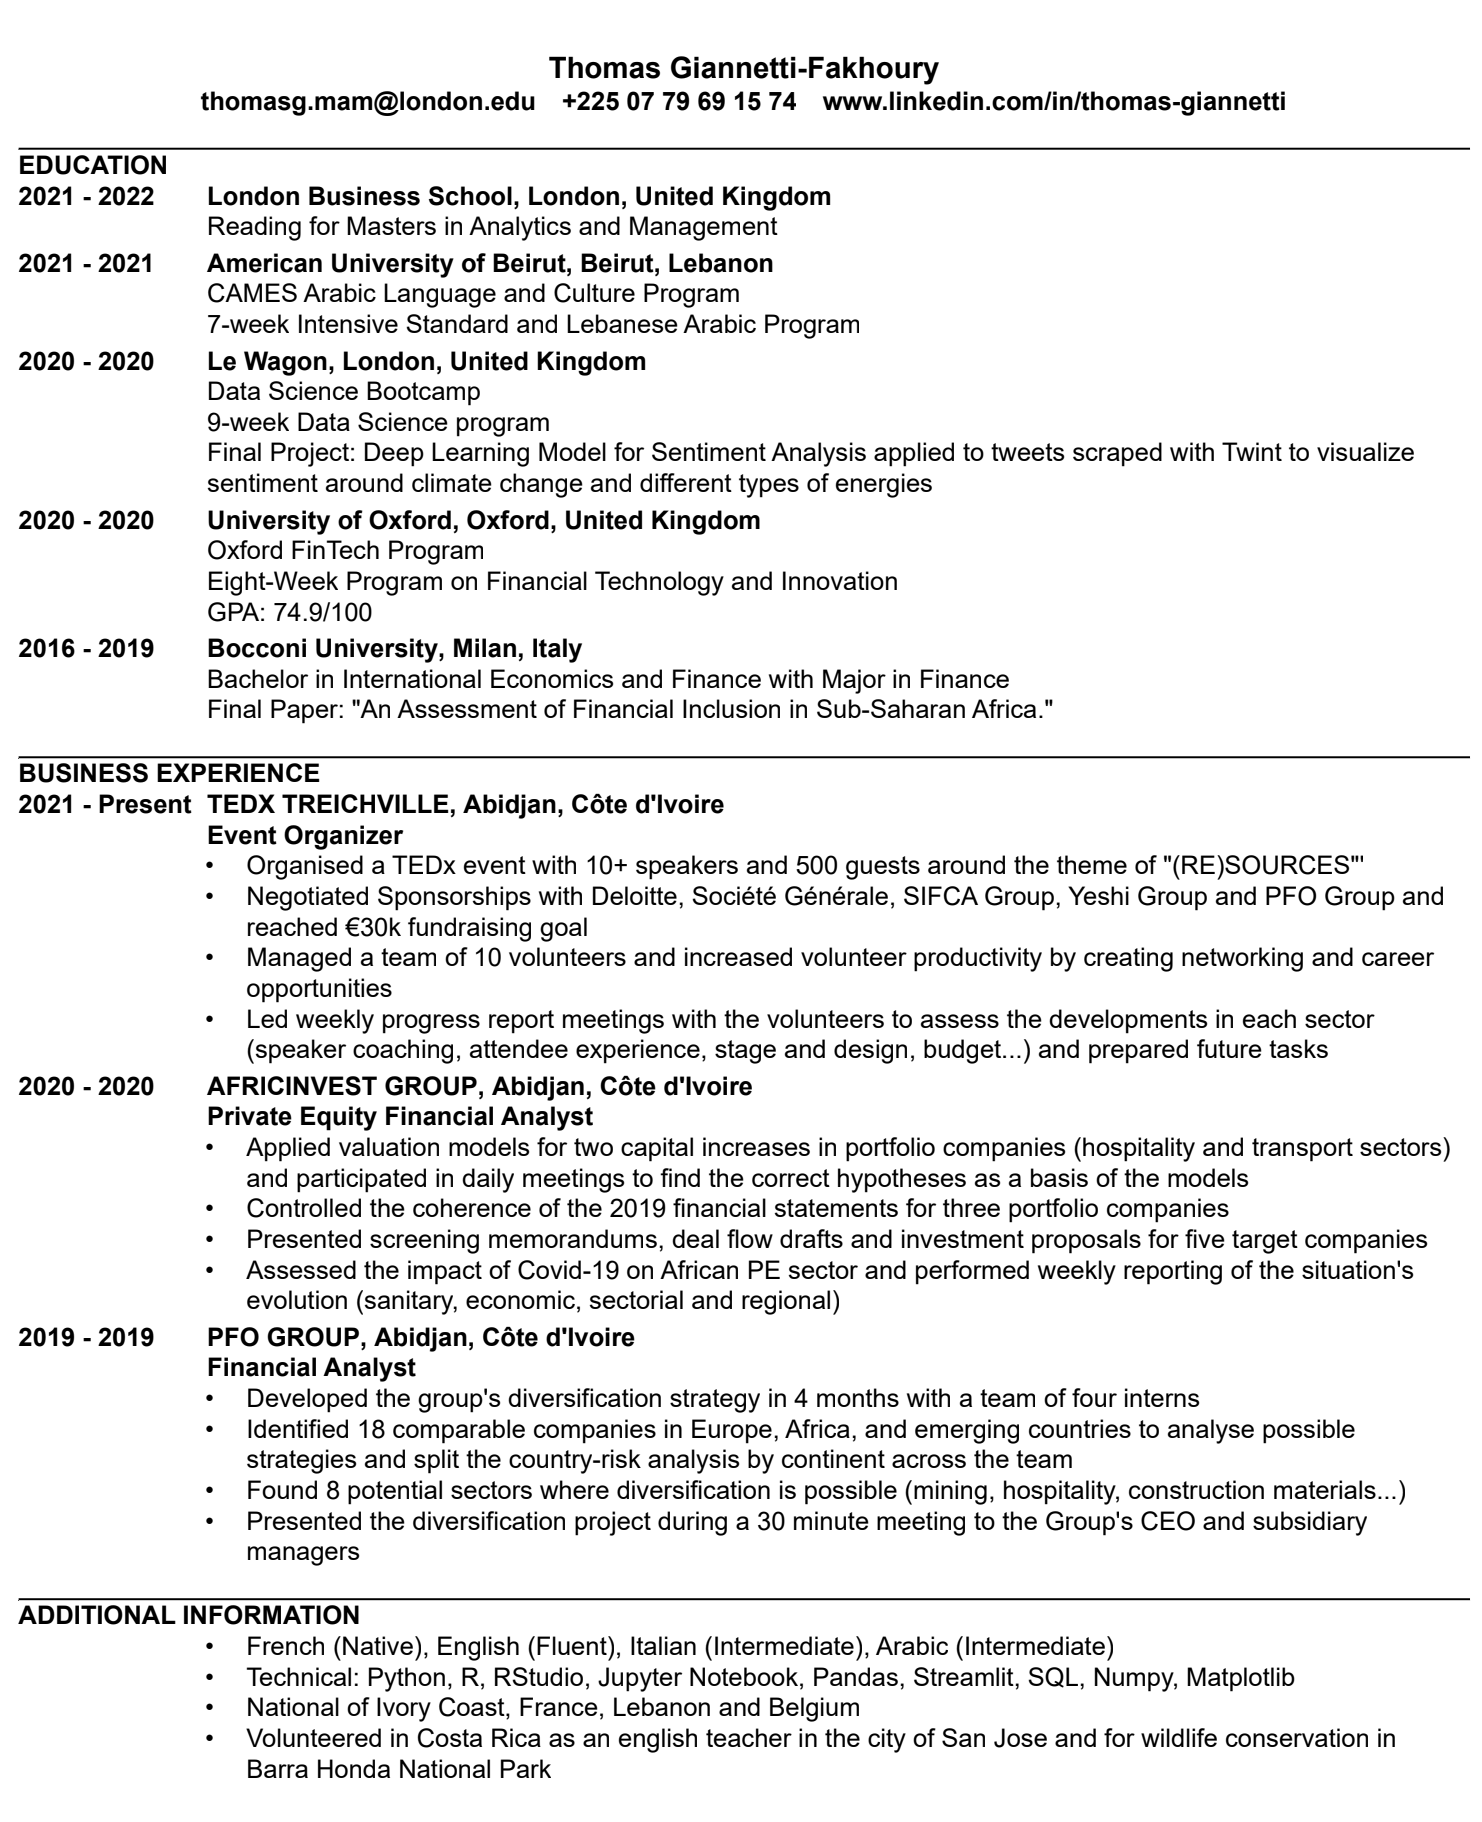 Thomas Giannetti-Fakhoury
thomasg.mam@london.edu +225 07 79 69 15 74 www.linkedin.com/in/thomas-giannetti
EDUCATION
2021 - 2022 London Business School, London, United Kingdom
Reading for Masters in Analytics and Management
2021 - 2021 American University of Beirut, Beirut, Lebanon
CAMES Arabic Language and Culture Program
7-week Intensive Standard and Lebanese Arabic Program
2020 - 2020 Le Wagon, London, United Kingdom
Data Science Bootcamp
9-week Data Science program
Final Project: Deep Learning Model for Sentiment Analysis applied to tweets scraped with Twint to visualize
sentiment around climate change and different types of energies
2020 - 2020 University of Oxford, Oxford, United Kingdom
Oxford FinTech Program
Eight-Week Program on Financial Technology and Innovation
GPA: 74.9/100
2016 - 2019 Bocconi University, Milan, Italy
Bachelor in International Economics and Finance with Major in Finance
Final Paper: "An Assessment of Financial Inclusion in Sub-Saharan Africa."
BUSINESS EXPERIENCE
2021 - Present TEDX TREICHVILLE, Abidjan, Côte d'Ivoire
Event Organizer
• Organised a TEDx event with 10+ speakers and 500 guests around the theme of "(RE)SOURCES"'
• Negotiated Sponsorships with Deloitte, Société Générale, SIFCA Group, Yeshi Group and PFO Group and
reached €30k fundraising goal
• Managed a team of 10 volunteers and increased volunteer productivity by creating networking and career
opportunities
• Led weekly progress report meetings with the volunteers to assess the developments in each sector
(speaker coaching, attendee experience, stage and design, budget...) and prepared future tasks
2020 - 2020 AFRICINVEST GROUP, Abidjan, Côte d'Ivoire
Private Equity Financial Analyst
• Applied valuation models for two capital increases in portfolio companies (hospitality and transport sectors)
and participated in daily meetings to find the correct hypotheses as a basis of the models
• Controlled the coherence of the 2019 financial statements for three portfolio companies
• Presented screening memorandums, deal flow drafts and investment proposals for five target companies
• Assessed the impact of Covid-19 on African PE sector and performed weekly reporting of the situation's
evolution (sanitary, economic, sectorial and regional)
2019 - 2019 PFO GROUP, Abidjan, Côte d'Ivoire
Financial Analyst
• Developed the group's diversification strategy in 4 months with a team of four interns
• Identified 18 comparable companies in Europe, Africa, and emerging countries to analyse possible
strategies and split the country-risk analysis by continent across the team
• Found 8 potential sectors where diversification is possible (mining, hospitality, construction materials...)
• Presented the diversification project during a 30 minute meeting to the Group's CEO and subsidiary
managers
ADDITIONAL INFORMATION
• French (Native), English (Fluent), Italian (Intermediate), Arabic (Intermediate)
• Technical: Python, R, RStudio, Jupyter Notebook, Pandas, Streamlit, SQL, Numpy, Matplotlib
• National of Ivory Coast, France, Lebanon and Belgium
• Volunteered in Costa Rica as an english teacher in the city of San Jose and for wildlife conservation in
Barra Honda National Park